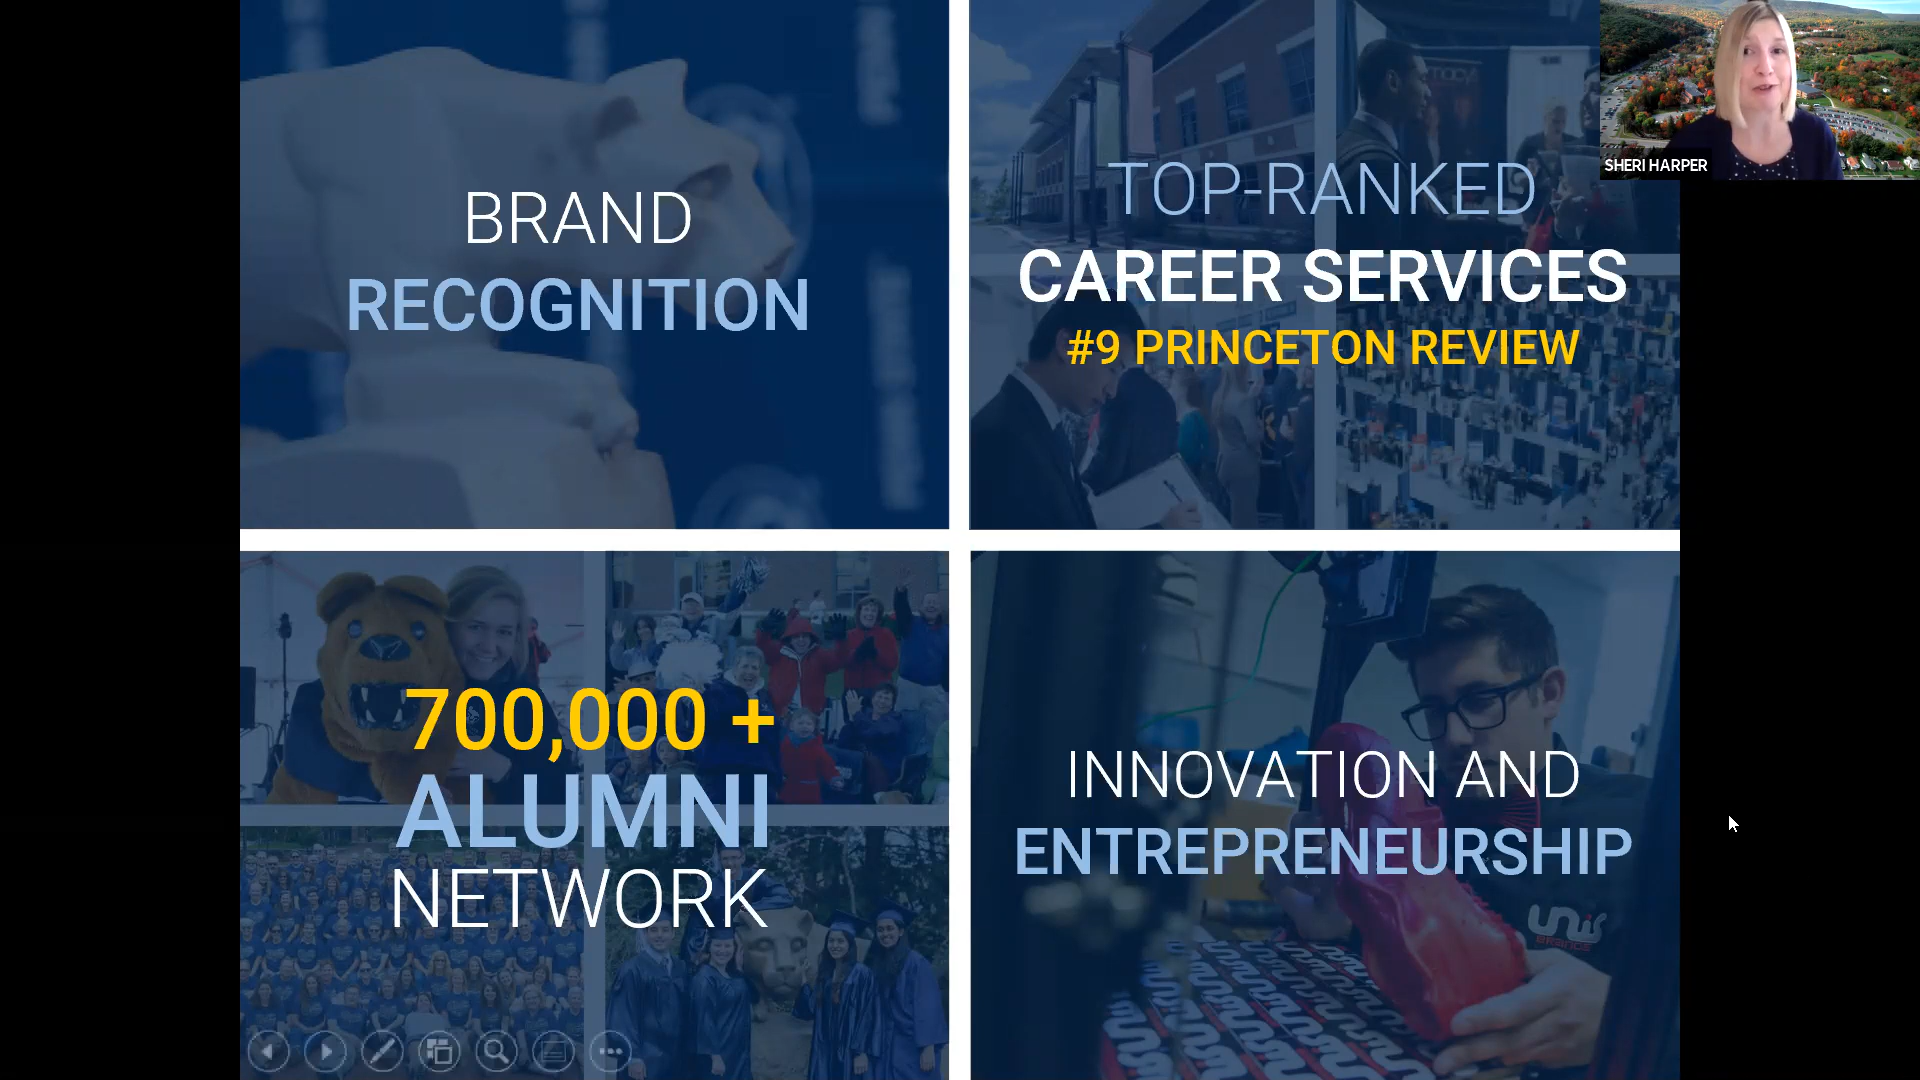 BRAND
RECOGNITION
TOP-RANKED
CAREER SERVICES
#9 PRINCETON REVIEW
SHERI HARPER
700,000 +
ALUMNI
NETWORK
INNOVATION AND
ENTREPRENEURSHIP